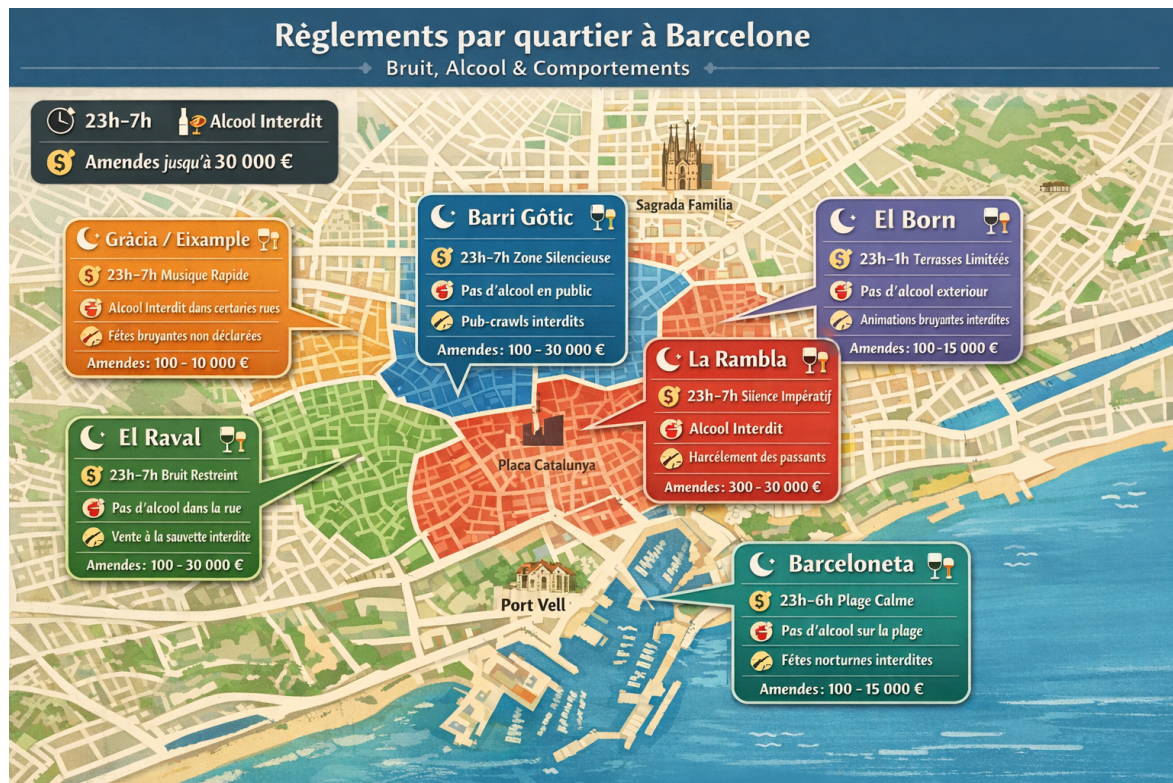 Règlements par quartier à Barcelone
Bruit, Alcool & Comportements
23h–7h Alcool Interdit
Amendes jusqu'à 30 000 €
Sagrada Familia
Gràcia / Eixample
23h–7h Musique Rapide
Alcool Interdit dans certaries rues
Fêtes bruyantes non déclarées
Amendes: 100 - 10 000 €
Barri Gôtic
23h–7h Zone Silencieuse
Pas d'alcool en public
Pub-crawls interdits
Amendes: 100 - 30 000 €
El Born
23h–1h Terrasses Limitéés
Pas d'alcool exterior
Animations bruyantes interdites
Amendes: 100 -15 000 €
La Rambla
23h–7h Siience Impératif
Alcool Interdit
Harcélement des passants
Amendes: 300 - 30 000 €
El Raval
23h–7h Bruit Restreint
Pas d'alcool dans la rue
Vente à la sauvette interdite
Amendes: 100 - 30 000 €
Placa Catalunya
Port Vell
Barceloneta
23h–6h Plage Calme
Pas d'alcool sur la plage
Fétes norturnes interdites
Amendes: 100 - 15 000 €